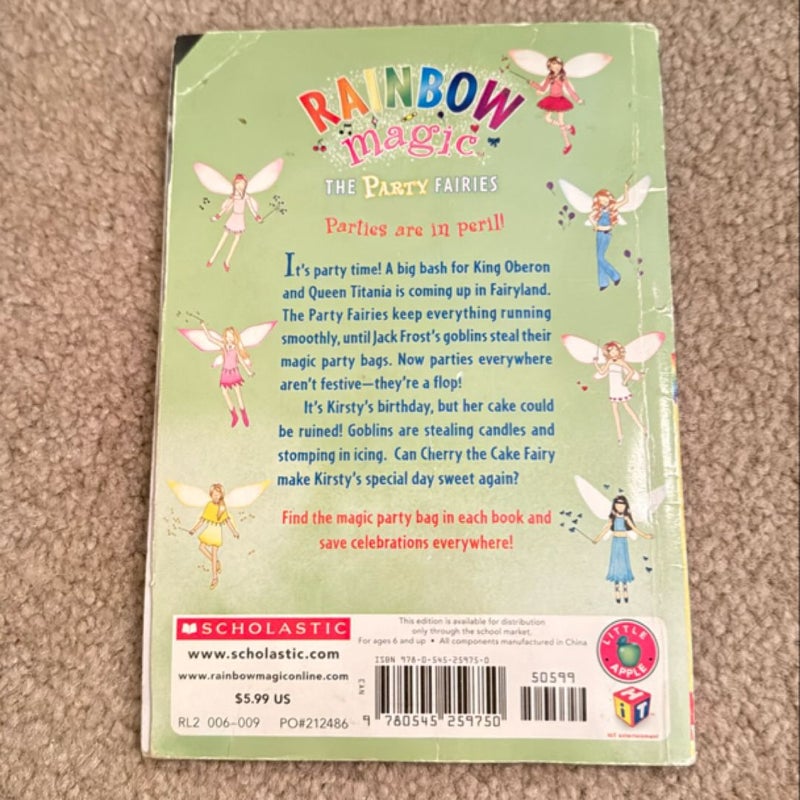 RAINBOW
magic
THE PARTY FAIRIES
Parties are in peril!
It's party time! A big bash for King Oberon
and Queen Titania is coming up in Fairyland.
The Party Fairies keep everything running
smoothly, until Jack Frost's goblins steal their
magic party bags. Now parties everywhere
aren't festive—they're a flop!
It's Kirsty's birthday, but her cake could
be ruined! Goblins are stealing candles and
stomping in icing. Can Cherry the Cake Fairy
make Kirsty's special day sweet again?
Find the magic party bag in each book and
save celebrations everywhere!
SCHOLASTIC
www.scholastic.com
www.rainbowmagiconline.com
$5.99 US
RL2 006-009 PO#212486
This edition is available for distribution
only through the school market.
For ages 6 and up • All components manufactured in China
ISBN 978-0-545-25975-0
EAN
50599
9 780545 259750
LITTLE
APPLE
HiT
HiT entertainment